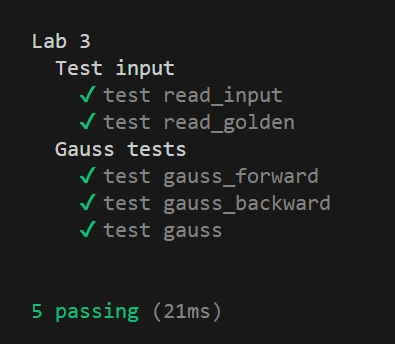 Lab 3
Test input
✓ test read_input
✓ test read_golden
Gauss tests
✓ test gauss_forward
✓ test gauss_backward
✓ test gauss
5 passing (21ms)